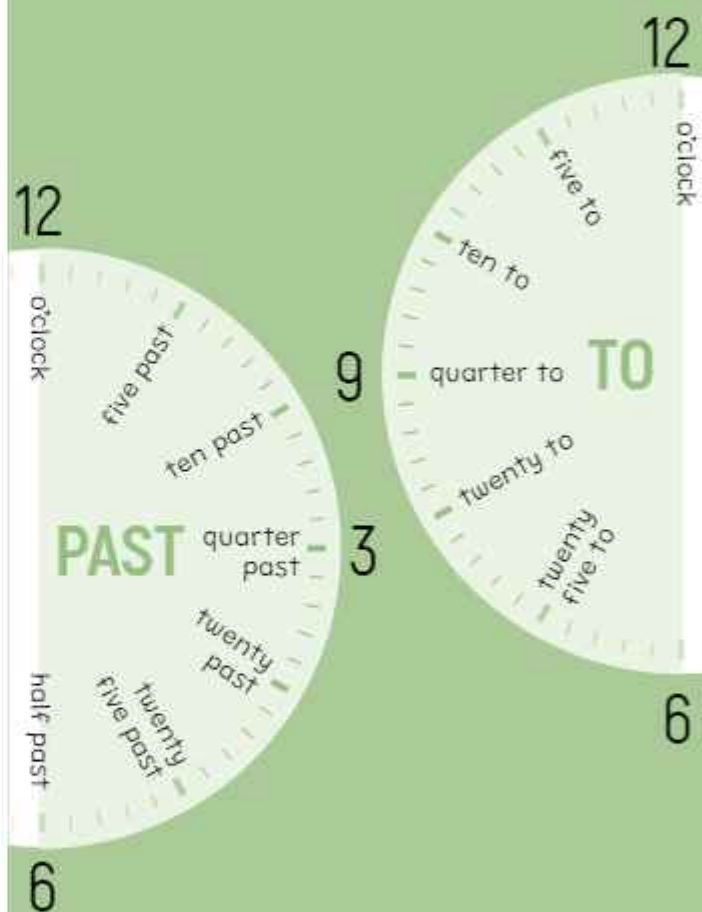 12
o'clock
five past
ten past
PAST
quarter
past
3
twenty
past
twenty
five past
half past
6
12
o'clock
five to
ten to
9
quarter to
TO
twenty to
twenty
five to
6